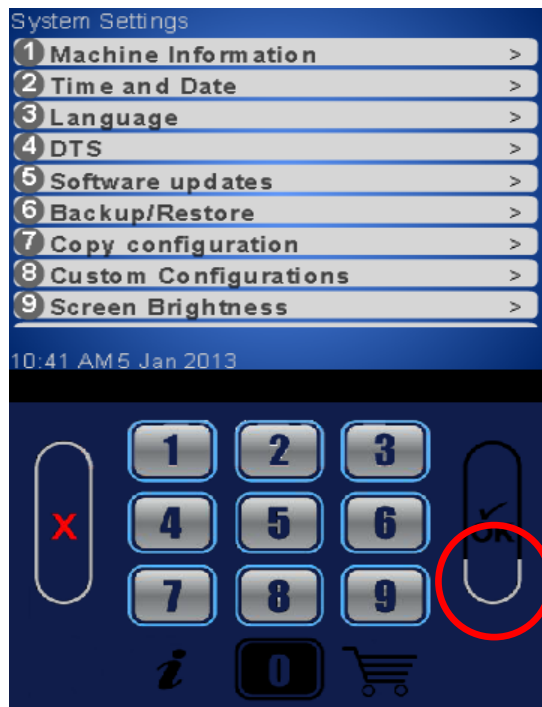 System Settings
1 Machine Information >
2 Time and Date >
3 Language >
4 DTS >
5 Software updates >
6 Backup/Restore >
7 Copy configuration >
8 Custom Configurations >
9 Screen Brightness >
10:41 AM 5 Jan 2013
1 2 3
X 4 5 6 OK
7 8 9
i 0